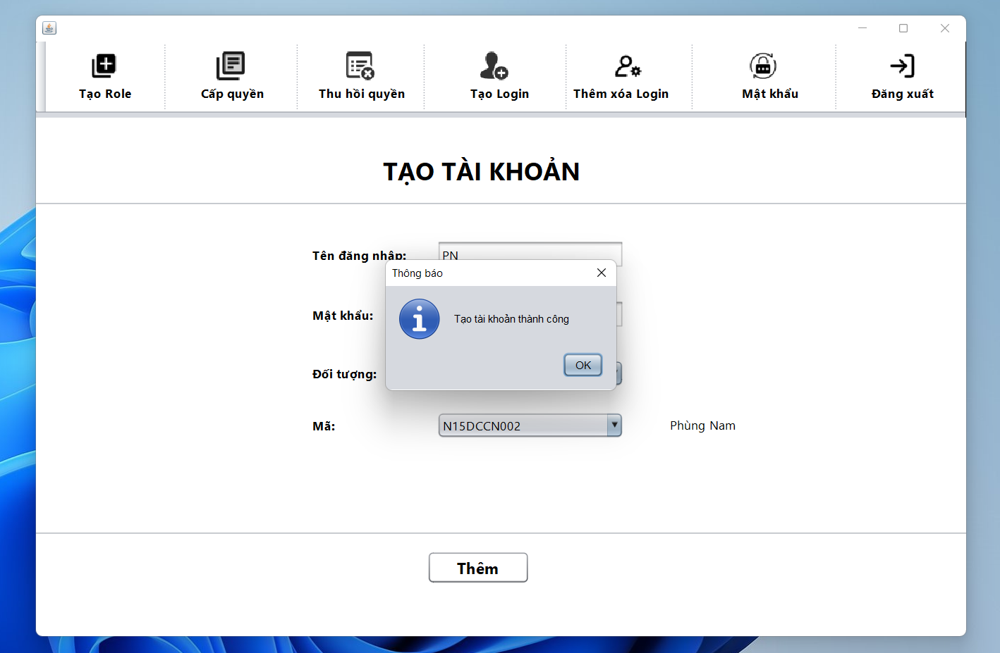 Tạo Role
Cấp quyền
Thu hồi quyền
Tạo Login
Thêm xóa Login
Mật khẩu
Đăng xuất
TẠO TÀI KHOẢN
Tên đăng nhập:
PN
Thông báo
Mật khẩu:
Tạo tài khoản thành công
OK
Đối tượng:
Mã:
N15DCCN002
Phùng Nam
Thêm